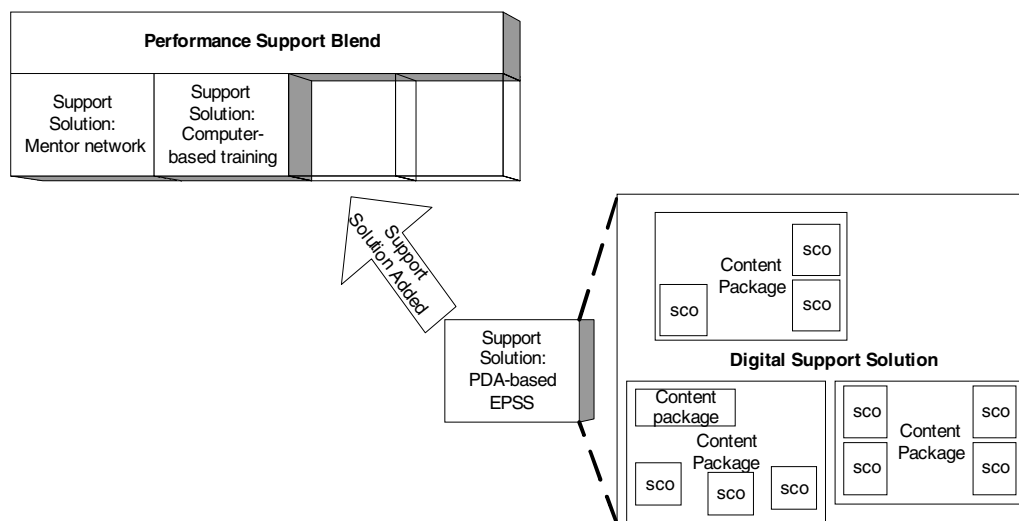 Performance Support Blend
Support
Solution:
Mentor network
Support
Solution:
Computer-
based training
Support
Solution Added
Support
Solution:
PDA-based
EPSS
sco
Content
Package
sco
sco
Digital Support Solution
Content
package
Content
Package
sco
sco
sco
sco
sco
Content
Package
sco
sco